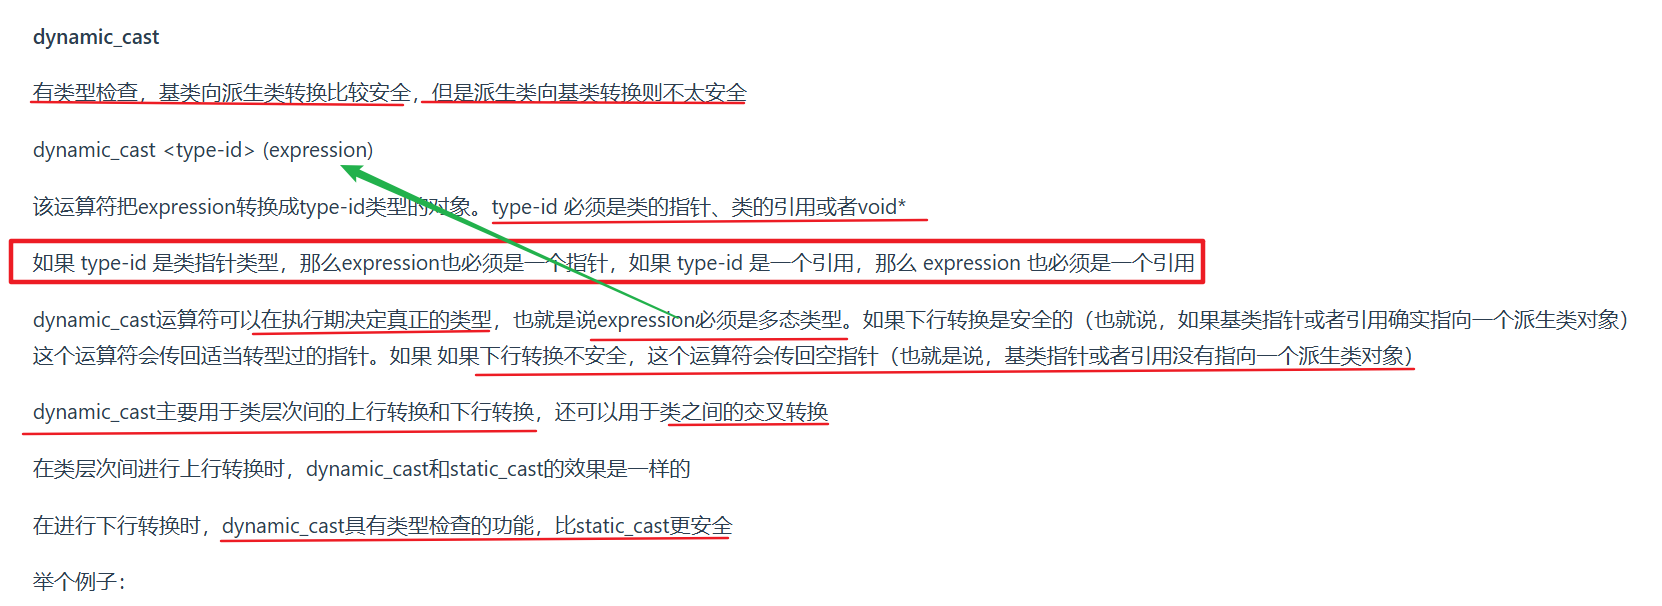 dynamic_cast
有类型检查，基类向派生类转换比较安全，但是派生类向基类转换则不太安全
dynamic_cast <type-id> (expression)
该运算符把expression转换成type-id类型的对象。type-id 必须是类的指针、类的引用或者void*
如果 type-id 是类指针类型，那么expression也必须是一个指针，如果 type-id 是一个引用，那么 expression 也必须是一个引用
dynamic_cast运算符可以在执行期决定真正的类型，也就是说expression必须是多态类型。如果下行转换是安全的（也就说，如果基类指针或者引用确实指向一个派生类对象）
这个运算符会传回适当转型过的指针。如果 如果下行转换不安全，这个运算符会传回空指针（也就是说，基类指针或者引用没有指向一个派生类对象）
dynamic_cast主要用于类层次间的上行转换和下行转换，还可以用于类之间的交叉转换
在类层次间进行上行转换时，dynamic_cast和static_cast的效果是一样的
在进行下行转换时，dynamic_cast具有类型检查的功能，比static_cast更安全
举个例子：